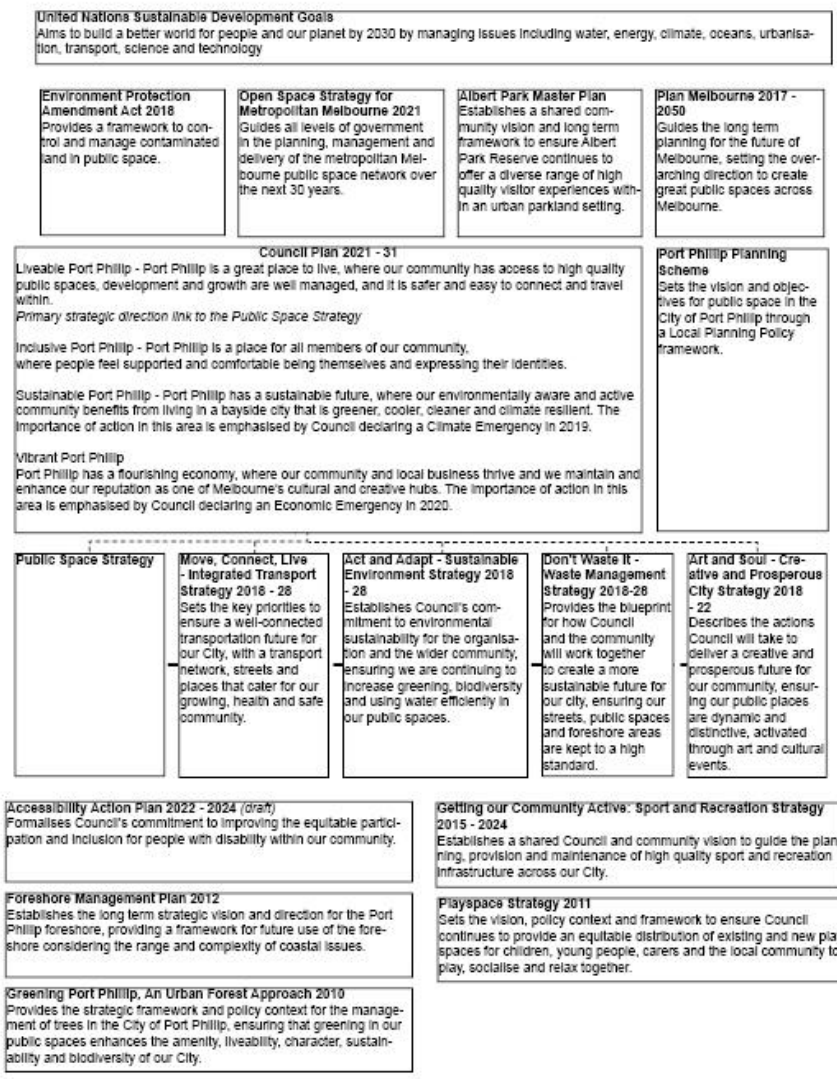 United Nations Sustainable Development Goals
Aims to build a better world for people and our planet by 2030 by managing issues including water, energy, climate, oceans, urbanisa-
tion, transport, science and technology
Environment Protection
Amendment Act 2018
Provides a framework to con-
trol and manage contaminated
land in public space.
Open Space Strategy for
Metropolitan Melbourne 2021
Guides all levels of government
in the planning, management and
delivery of the metropolitan Mel-
bourne public space network over
the next 30 years.
Albert Park Master Plan
Establishes a shared com-
munity vision and long term
framework to ensure Albert
Park Reserve continues to
offer a diverse range of high
quality visitor experiences with-
in an urban parkland setting.
Plan Melbourne 2017 -
2050
Guides the long term
planning for the future of
Melbourne, setting the over-
arching direction to create
great public spaces across
Melbourne.
Council Plan 2021 - 31
Liveable Port Phillip - Port Phillip is a great place to live, where our community has access to high quality
public spaces, development and growth are well managed, and it is safer and easy to connect and travel
within.
Primary strategic direction link to the Public Space Strategy
Inclusive Port Phillip - Port Phillip is a place for all members of our community,
where people feel supported and comfortable being themselves and expressing their identities.
Sustainable Port Phillip - Port Phillip has a sustainable future, where our environmentally aware and active
community benefits from living in a bayside city that is greener, cooler, cleaner and climate resilient. The
importance of action in this area is emphasised by Council declaring a Climate Emergency in 2019.
Vibrant Port Phillip
Port Phillip has a flourishing economy, where our community and local business thrive and we maintain and
enhance our reputation as one of Melbourne's cultural and creative hubs. The importance of action in this
area is emphasised by Council declaring an Economic Emergency in 2020.
Port Phillip Planning
Scheme
Sets the vision and objec-
tives for public space in the
City of Port Phillip through
a Local Planning Policy
framework.
Public Space Strategy
Move, Connect, Live
- Integrated Transport
Strategy 2018 - 28
Sets the key priorities to
ensure a well-connected
transportation future for
our City, with a transport
network, streets and
places that cater for our
growing, health and safe
community.
Act and Adapt - Sustainable
Environment Strategy 2018
- 28
Establishes Council's com-
mitment to environmental
sustainability for the organisa-
tion and the wider community,
ensuring we are continuing to
increase greening, biodiversity
and using water efficiently in
our public spaces.
Don't Waste It -
Waste Management
Strategy 2018-28
Provides the blueprint
for how Council
and the community
will work together
to create a more
sustainable future for
our city, ensuring our
streets, public spaces
and foreshore areas
are kept to a high
standard.
Art and Soul - Cre-
ative and Prosperous
City Strategy 2018
- 22
Describes the actions
Council will take to
deliver a creative and
prosperous future for
our community, ensur-
ing our public places
are dynamic and
distinctive, activated
through art and cultural
events.
Accessibility Action Plan 2022 - 2024 (draft)
Formalises Council's commitment to improving the equitable partici-
pation and inclusion for people with disability within our community.
Foreshore Management Plan 2012
Establishes the long term strategic vision and direction for the Port
Phillip foreshore, providing a framework for future use of the fore-
shore considering the range and complexity of coastal issues.
Greening Port Phillip, An Urban Forest Approach 2010
Provides the strategic framework and policy context for the manage-
ment of trees in the City of Port Phillip, ensuring that greening in our
public spaces enhances the amenity, liveability, character, sustain-
ability and biodiversity of our City.
Getting our Community Active: Sport and Recreation Strategy
2015 - 2024
Establishes a shared Council and community vision to guide the plan
ning, provision and maintenance of high quality sport and recreation
infrastructure across our City.
Playspace Strategy 2011
Sets the vision, policy context and framework to ensure Council
continues to provide an equitable distribution of existing and new pla
spaces for children, young people, carers and the local community to
play, socialise and relax together.